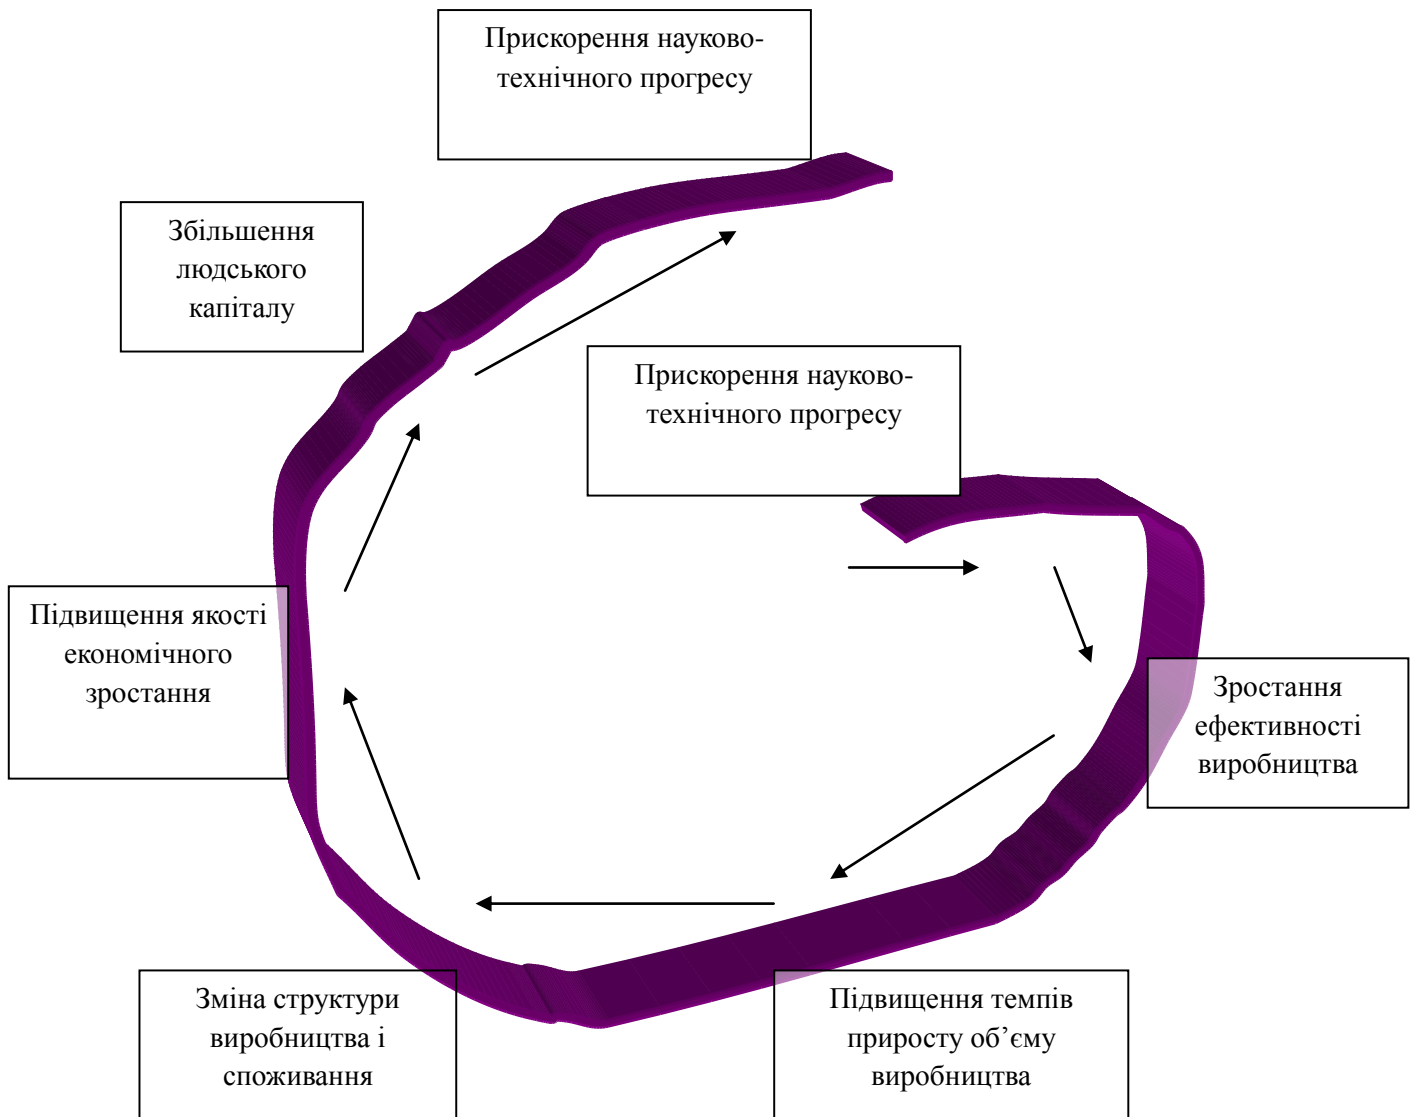 Прискорення науково-
технічного прогресу
Збільшення
людського
капіталу
Прискорення науково-
технічного прогресу
Підвищення якості
економічного
зростання
Зростання
ефективності
виробництва
Зміна структури
виробництва і
споживання
Підвищення темпів
приросту об’єму
виробництва